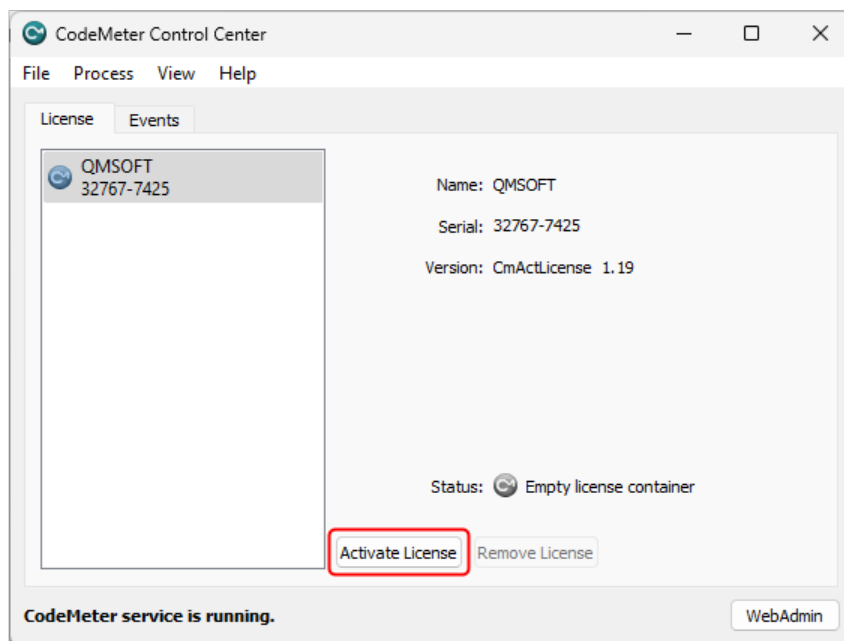 CodeMeter Control Center
File Process View Help
License Events
QMSOFT
32767-7425
Name: QMSOFT
Serial: 32767-7425
Version: CmActLicense 1.19
Status: Empty license container
Activate License Remove License
CodeMeter service is running. WebAdmin